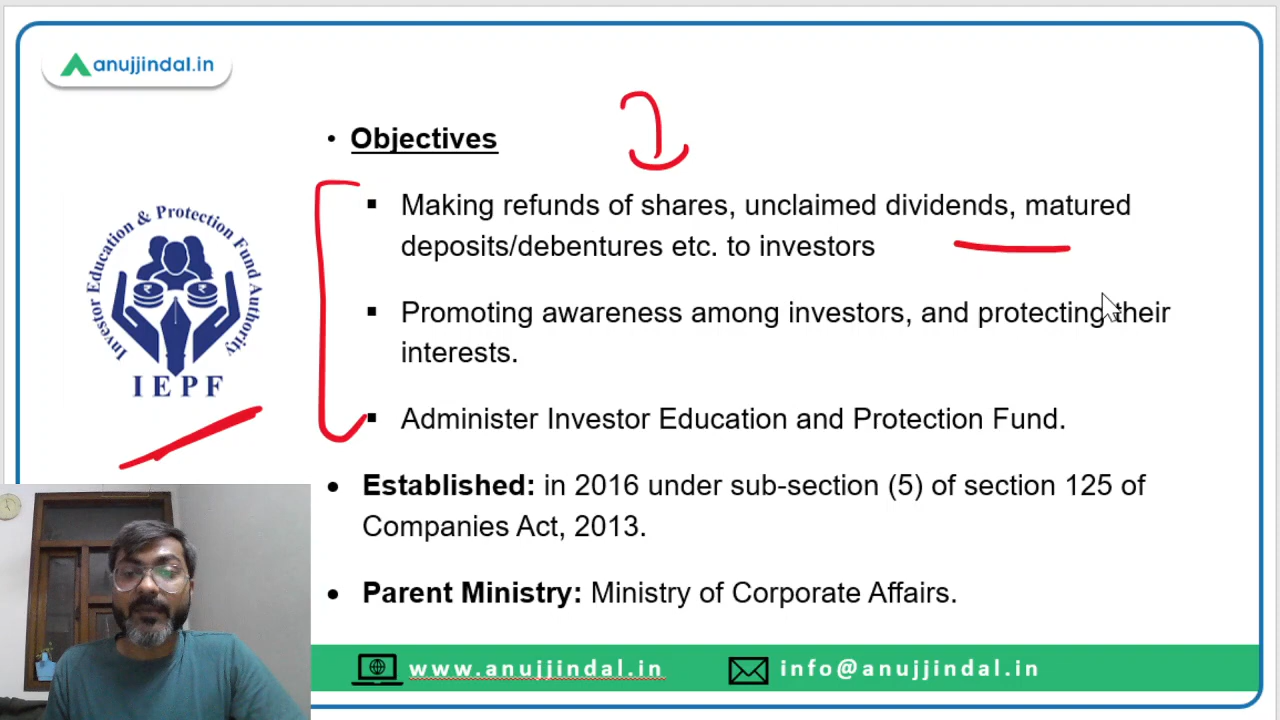 anujjindal.in
• Objectives
▪ Making refunds of shares, unclaimed dividends, matured
deposits/debentures etc. to investors
▪ Promoting awareness among investors, and protecting their
interests.
▪ Administer Investor Education and Protection Fund.
Investor Education & Protection Fund Authority
IEPF
• Established: in 2016 under sub-section (5) of section 125 of
Companies Act, 2013.
• Parent Ministry: Ministry of Corporate Affairs.
www.anujjindal.in
info@anujjindal.in